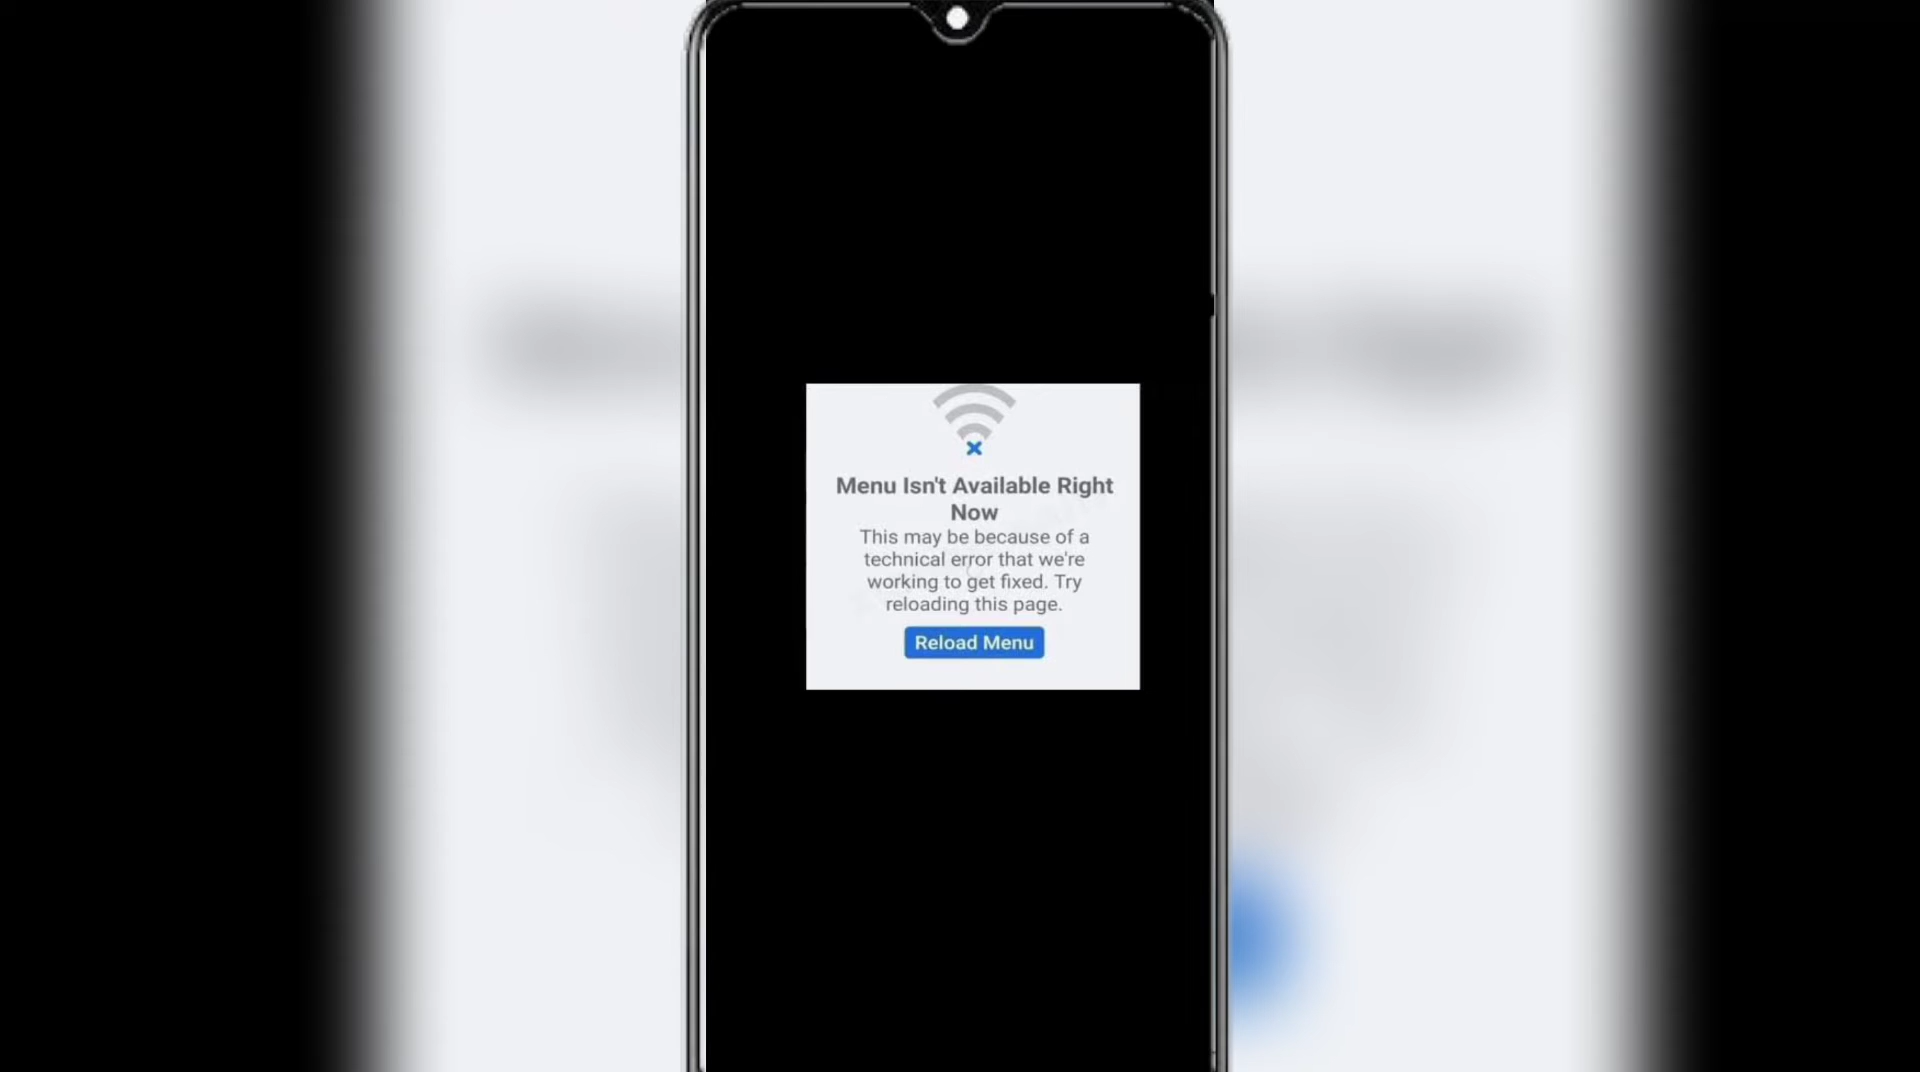 Menu Isn't Available Right
Now
This may be because of a
technical error that we're
working to get fixed. Try
reloading this page.
Reload Menu